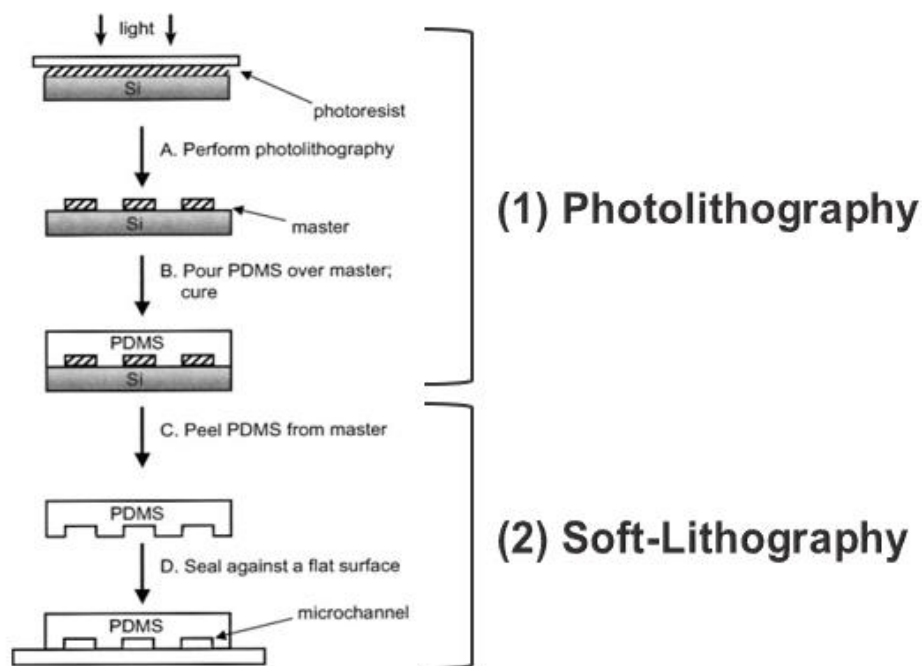 light
Si
photoresist
A. Perform photolithography
Si
master
B. Pour PDMS over master;
cure
PDMS
Si
(1) Photolithography
C. Peel PDMS from master
PDMS
D. Seal against a flat surface
microchannel
PDMS
(2) Soft-Lithography